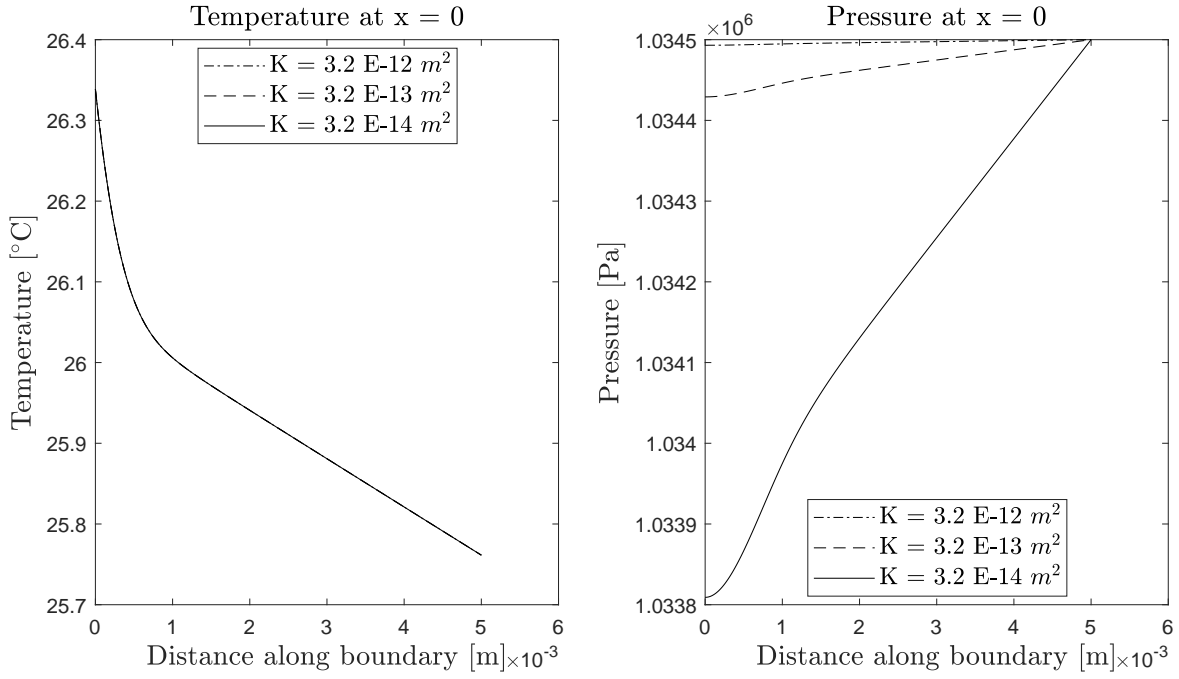 Temperature at x = 0
26.4
26.3
26.2
26.1
26
25.9
25.8
25.7
Temperature [°C]
K = 3.2 E-12 m²
K = 3.2 E-13 m²
K = 3.2 E-14 m²
0 1 2 3 4 5 6
Distance along boundary [m] ×10⁻³
Pressure at x = 0
×10⁶
1.0345
1.0344
1.0343
1.0342
1.0341
1.034
1.0339
1.0338
Pressure [Pa]
K = 3.2 E-12 m²
K = 3.2 E-13 m²
K = 3.2 E-14 m²
0 1 2 3 4 5 6
Distance along boundary [m] ×10⁻³